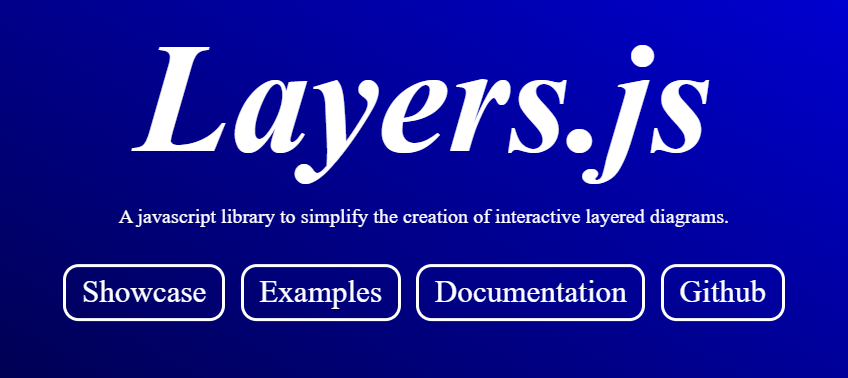 Layers.js
A javascript library to simplify the creation of interactive layered diagrams.
Showcase Examples Documentation Github